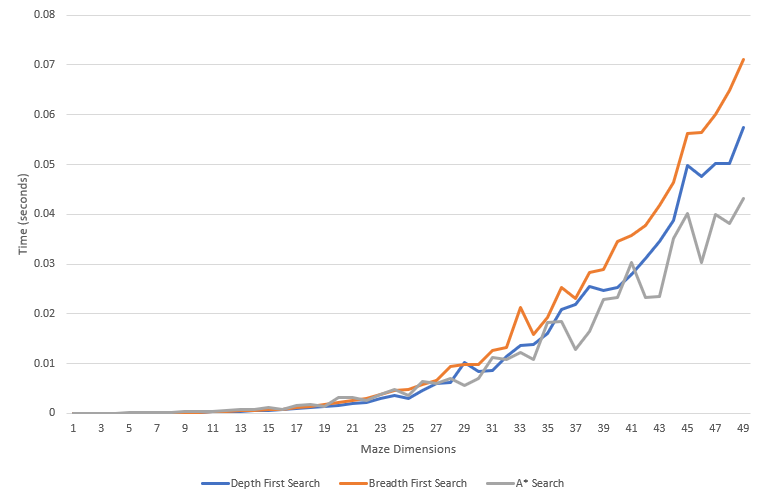 0.08
0.07
0.06
0.05
0.04
0.03
0.02
0.01
0
Time (seconds)
1 3 5 7 9 11 13 15 17 19 21 23 25 27 29 31 33 35 37 39 41 43 45 47 49
Maze Dimensions
Depth First Search Breadth First Search A* Search